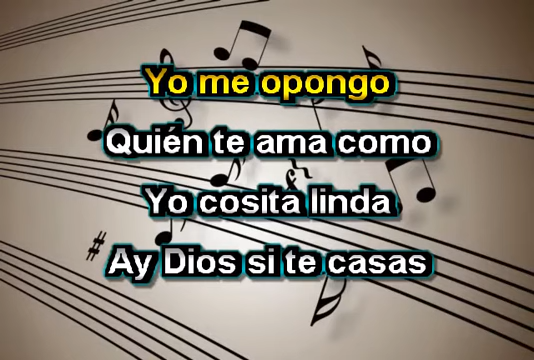 Yo me opongo
Quién te ama como
Yo cosita linda
Ay Dios si te casas